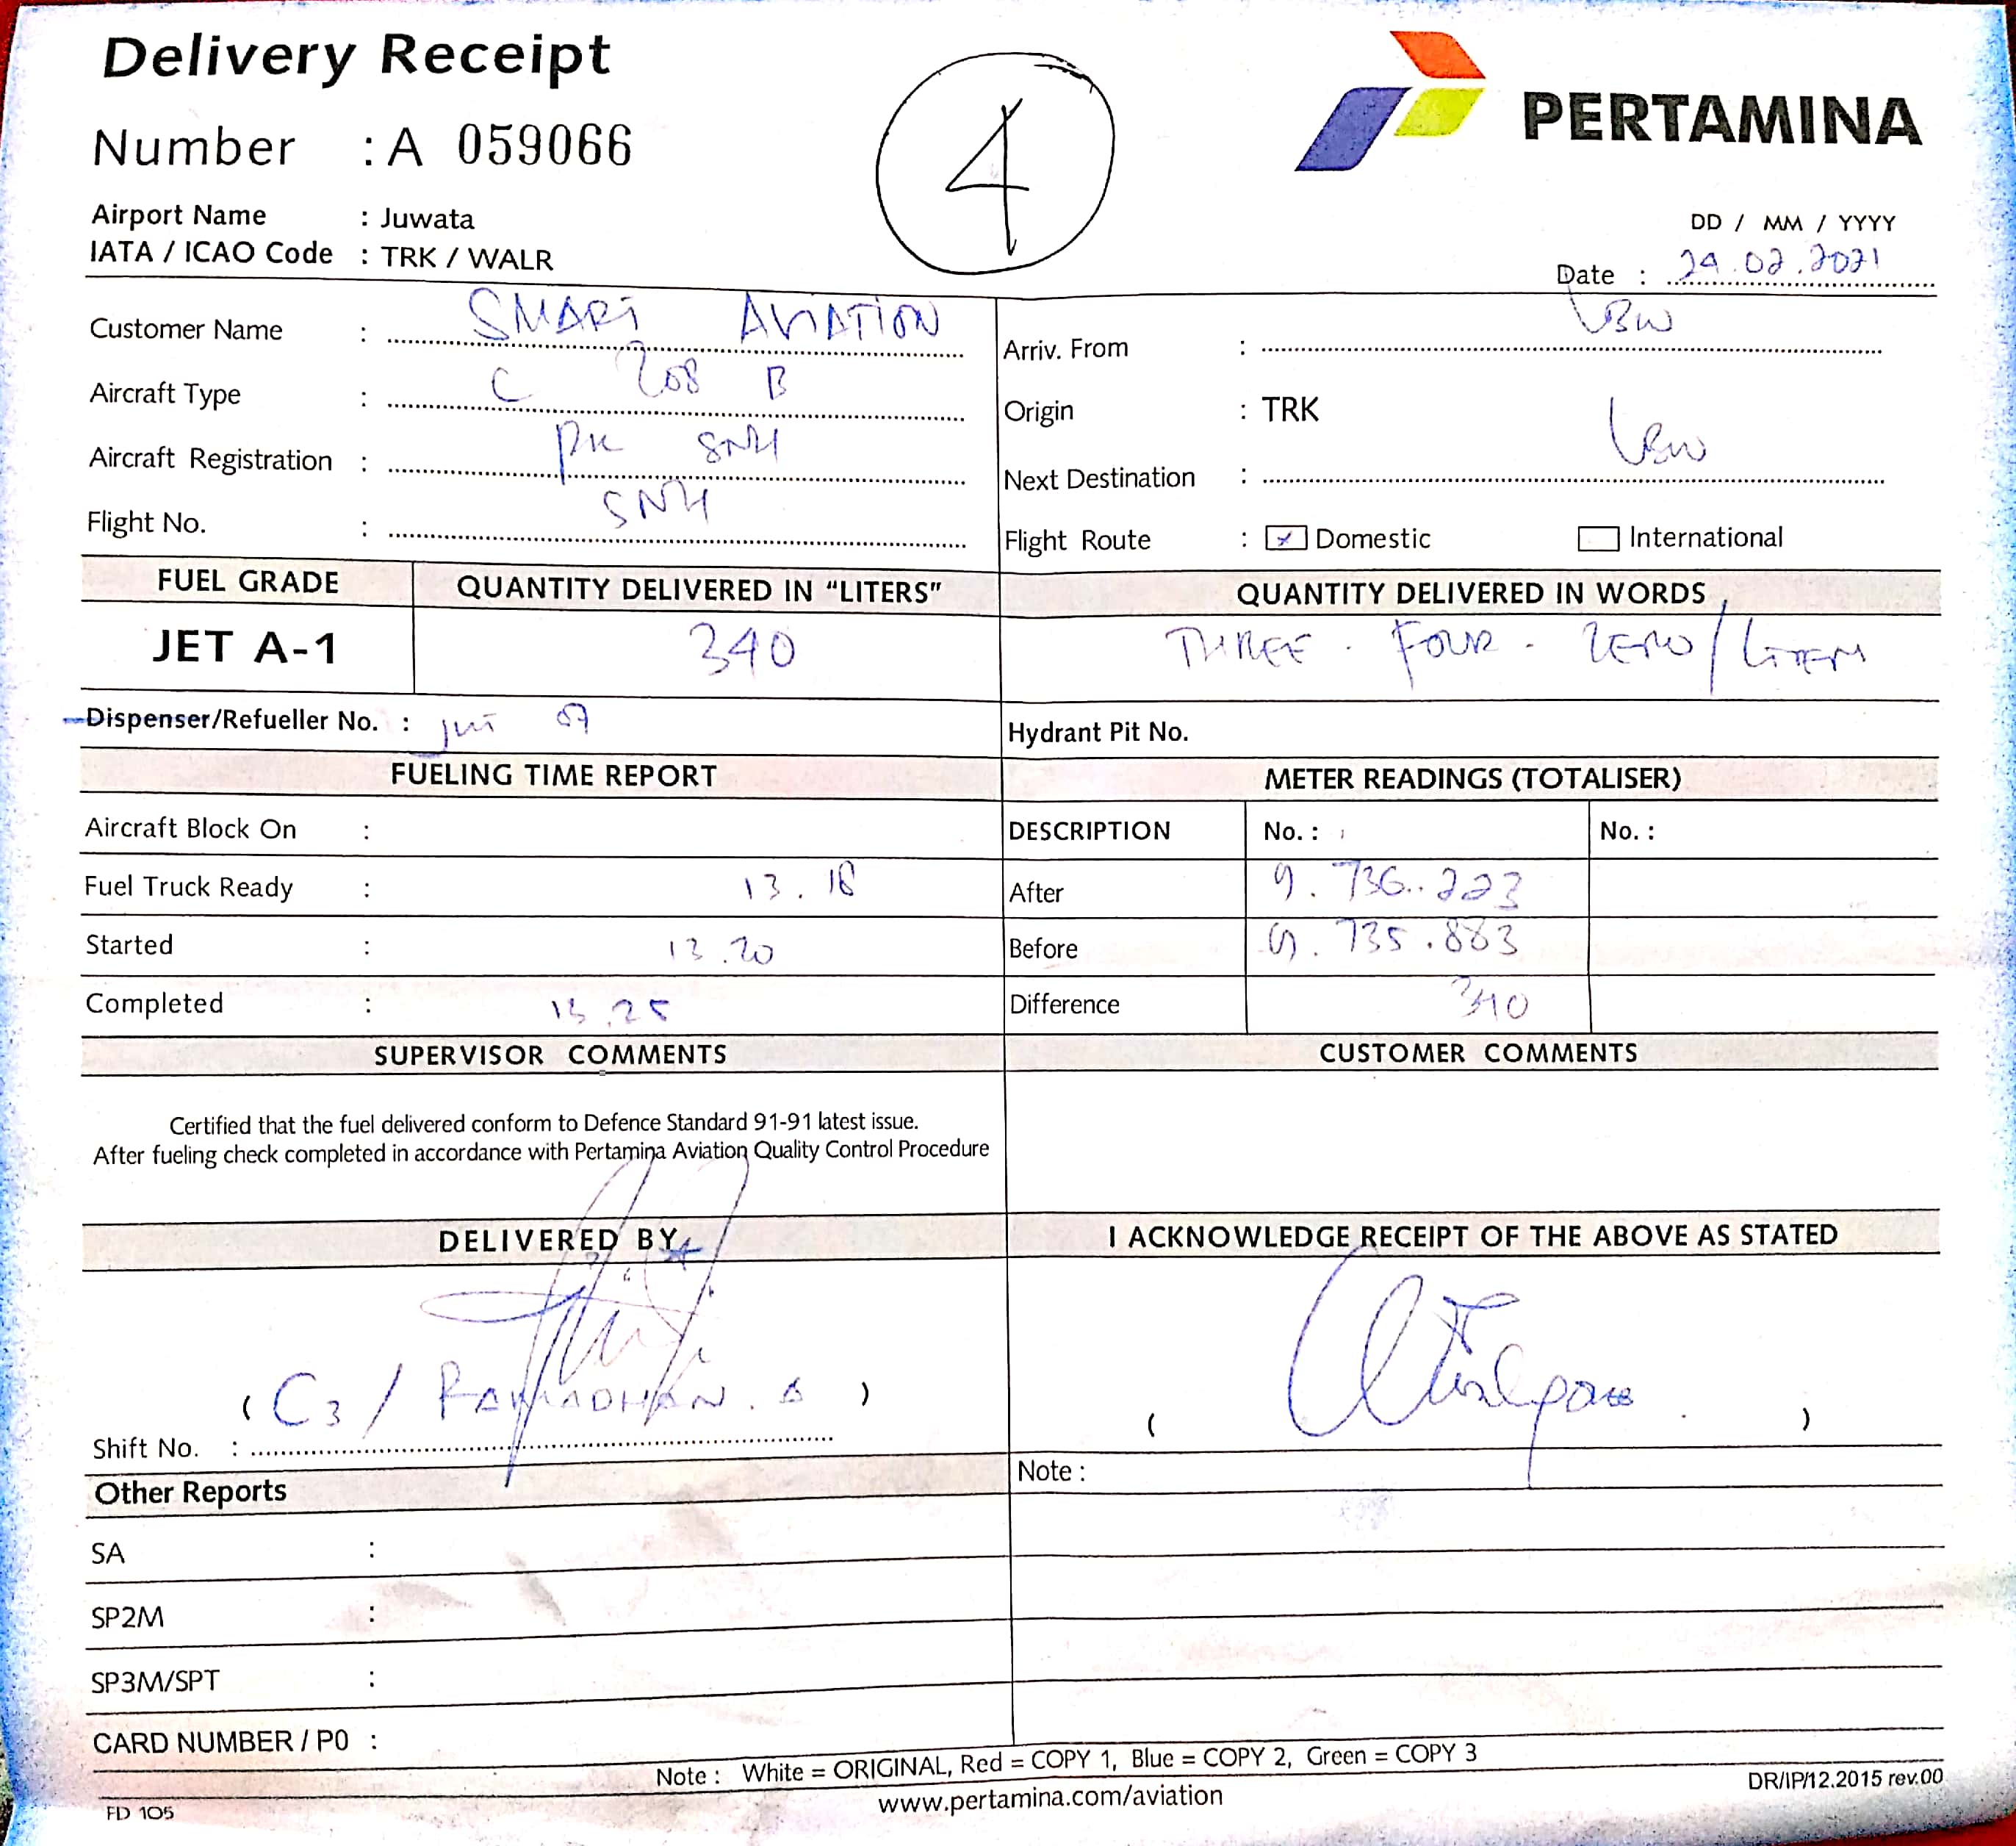 Delivery Receipt
4
PERTAMINA
Number : A 059066
Airport Name : Juwata
IATA / ICAO Code : TRK / WALR
DD / MM / YYYY
Date : 29.02.2021
Customer Name : SMART AVIATION
Arriv. From : LBW
Aircraft Type : C 208 B
Origin : TRK
Aircraft Registration : PK SNH
Next Destination : LBW
Flight No. : SNH
Flight Route : Domestic International
FUEL GRADE QUANTITY DELIVERED IN "LITERS" QUANTITY DELIVERED IN WORDS
JET A-1 340 THREE . FOUR . ZERO / LITER
Dispenser/Refueller No. : 07
Hydrant Pit No.
FUELING TIME REPORT METER READINGS (TOTALISER)
Aircraft Block On : DESCRIPTION No. : No. :
Fuel Truck Ready : 13.18 After 9.736.223
Started : 13.20 Before 9.735.883
Completed : 13.25 Difference 340
SUPERVISOR COMMENTS CUSTOMER COMMENTS
Certified that the fuel delivered conform to Defence Standard 91-91 latest issue.
After fueling check completed in accordance with Pertamina Aviation Quality Control Procedure
DELIVERED BY I ACKNOWLEDGE RECEIPT OF THE ABOVE AS STATED
( C3 / RAMADHAN. A )
( )
Shift No. :
Note :
Other Reports
SA :
SP2M :
SP3M/SPT :
CARD NUMBER / P0 :
Note : White = ORIGINAL, Red = COPY 1, Blue = COPY 2, Green = COPY 3
www.pertamina.com/aviation
DR/IP/12.2015 rev.00
FD 105